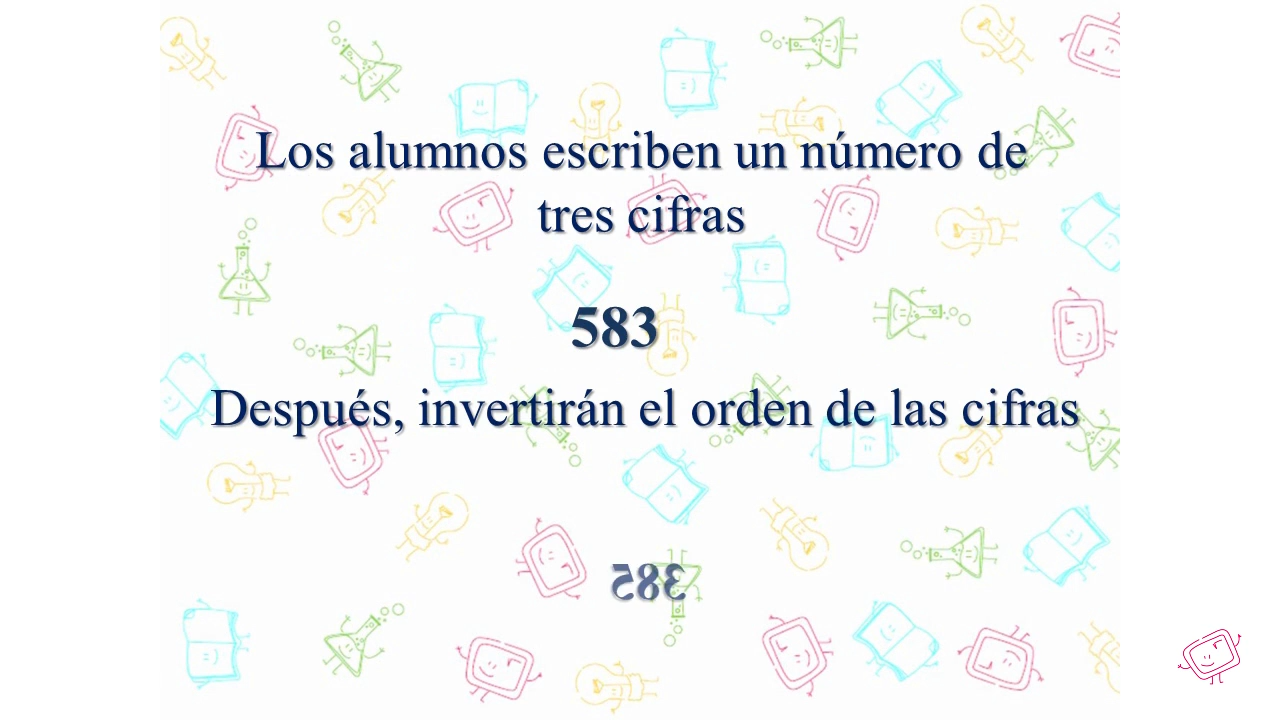 Los alumnos escriben un número de
tres cifras
583
Después, invertirán el orden de las cifras
385